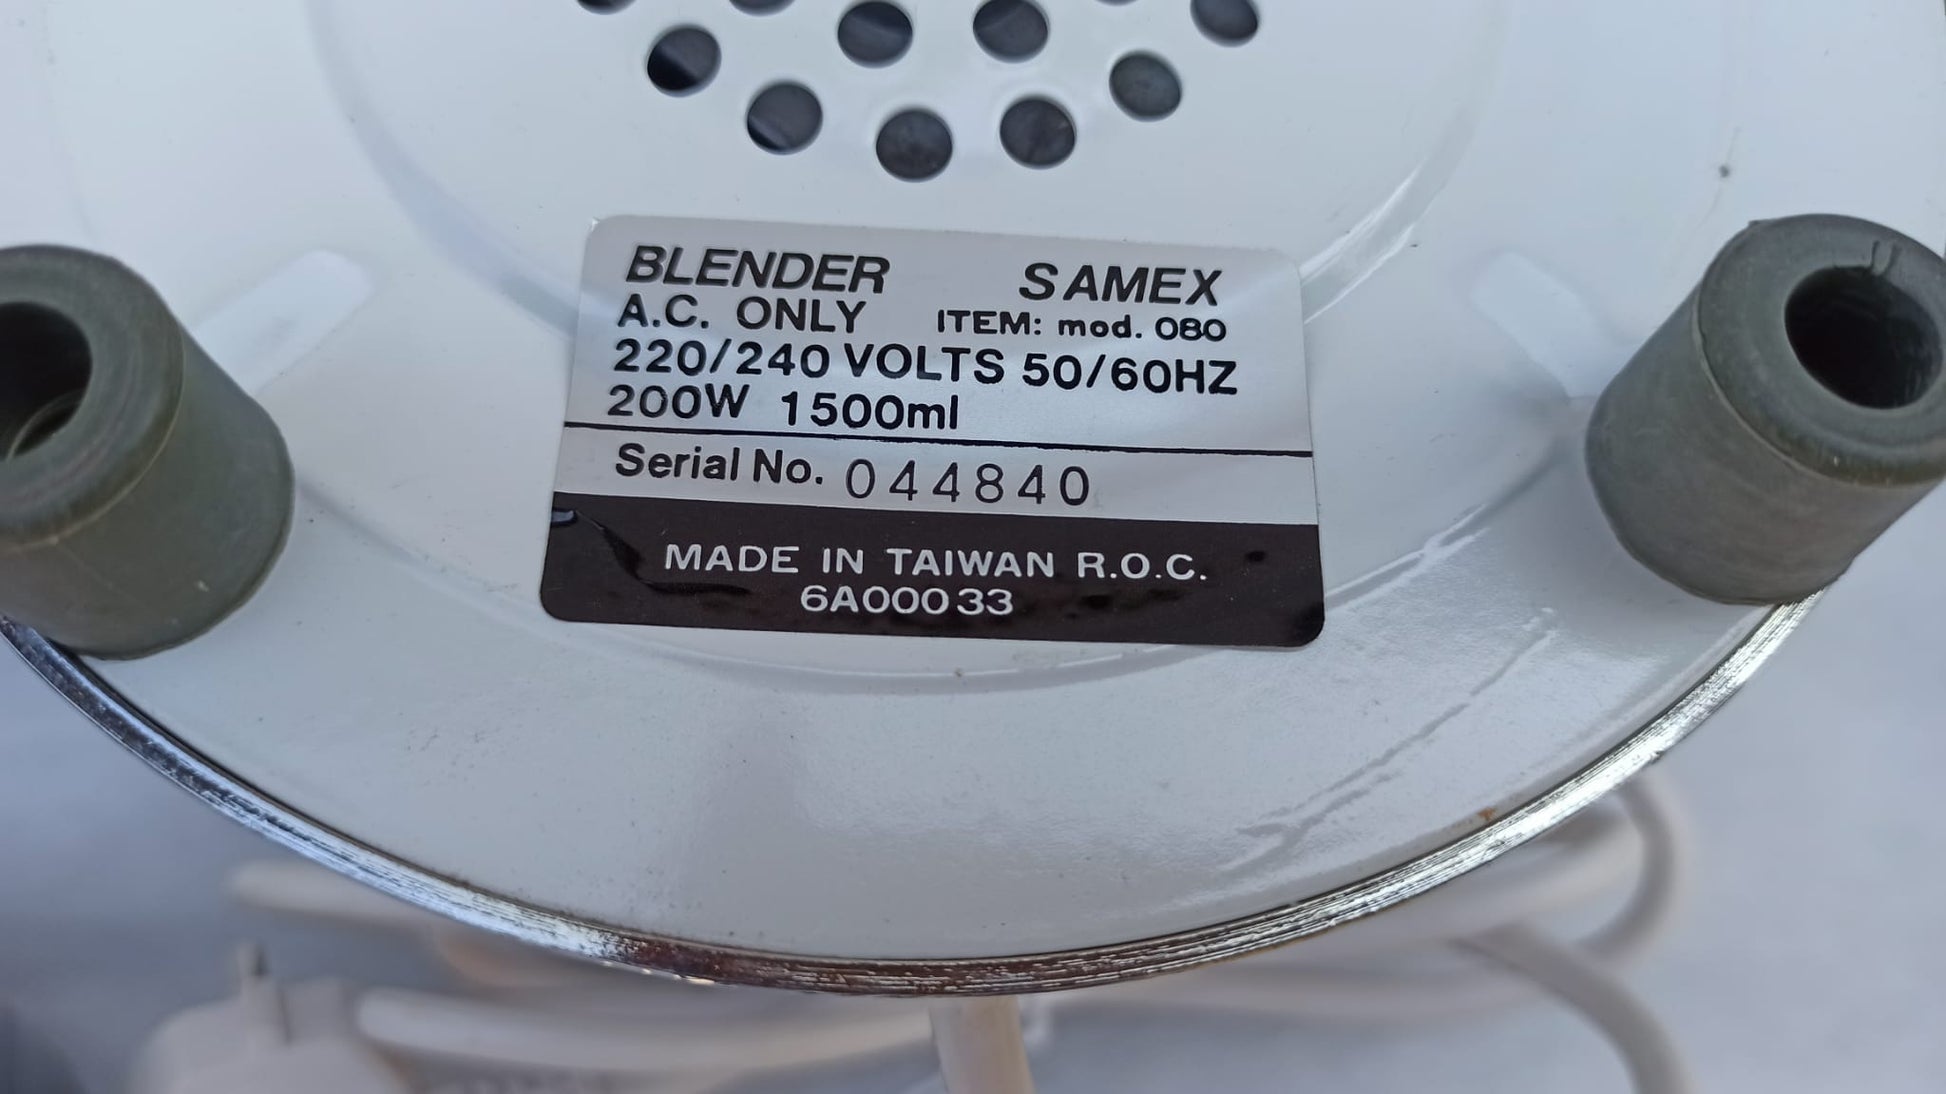 BLENDER SAMEX
A.C. ONLY ITEM: mod. 080
220/240 VOLTS 50/60HZ
200W 1500ml
Serial No. 044840
MADE IN TAIWAN R.O.C.
6A00033